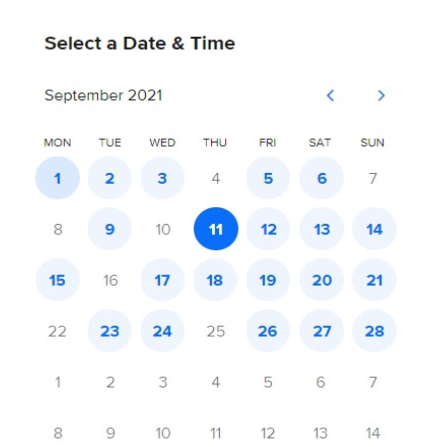 Select a Date & Time
September 2021
MON TUE WED THU FRI SAT SUN
1 2 3 4 5 6 7
8 9 10 11 12 13 14
15 16 17 18 19 20 21
22 23 24 25 26 27 28
1 2 3 4 5 6 7
8 9 10 11 12 13 14